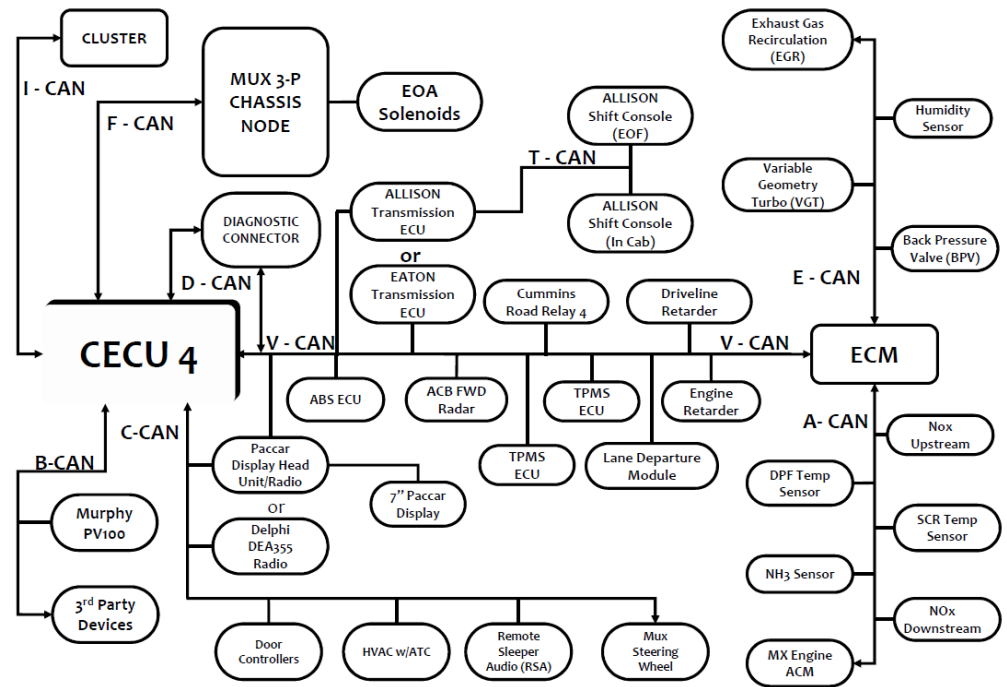 CLUSTER
I - CAN
F - CAN
MUX 3-P
CHASSIS
NODE
EOA
Solenoids
ALLISON
Shift Console
(EOF)
T - CAN
ALLISON
Shift Console
(In Cab)
ALLISON
Transmission
ECU
or
EATON
Transmission
ECU
DIAGNOSTIC
CONNECTOR
D - CAN
Exhaust Gas
Recirculation
(EGR)
Humidity
Sensor
Variable
Geometry
Turbo (VGT)
Back Pressure
Valve (BPV)
E - CAN
Cummins
Road Relay 4
Driveline
Retarder
CECU 4
V - CAN
V - CAN
ECM
ABS ECU
ACB FWD
Radar
TPMS
ECU
Engine
Retarder
C-CAN
B-CAN
A- CAN
Paccar
Display Head
Unit/Radio
or
Delphi
DEA355
Radio
7” Paccar
Display
TPMS
ECU
Lane Departure
Module
Nox
Upstream
DPF Temp
Sensor
SCR Temp
Sensor
NH3 Sensor
NOx
Downstream
MX Engine
ACM
Murphy
PV100
3rd Party
Devices
Door
Controllers
HVAC w/ATC
Remote
Sleeper
Audio (RSA)
Mux
Steering
Wheel